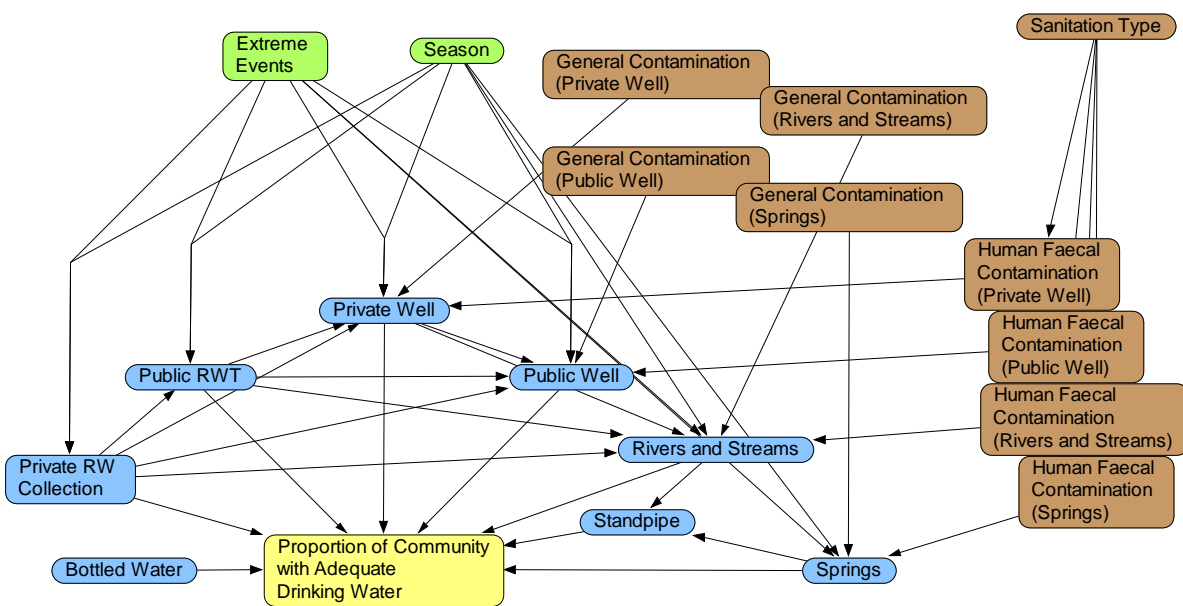 Extreme
Events
Season
Sanitation Type
General Contamination
(Private Well)
General Contamination
(Rivers and Streams)
General Contamination
(Public Well)
General Contamination
(Springs)
Human Faecal
Contamination
(Private Well)
Private Well
Human Faecal
Contamination
(Public Well)
Public RWT
Public Well
Human Faecal
Contamination
(Rivers and Streams)
Rivers and Streams
Private RW
Collection
Human Faecal
Contamination
(Springs)
Standpipe
Proportion of Community
with Adequate
Drinking Water
Bottled Water
Springs